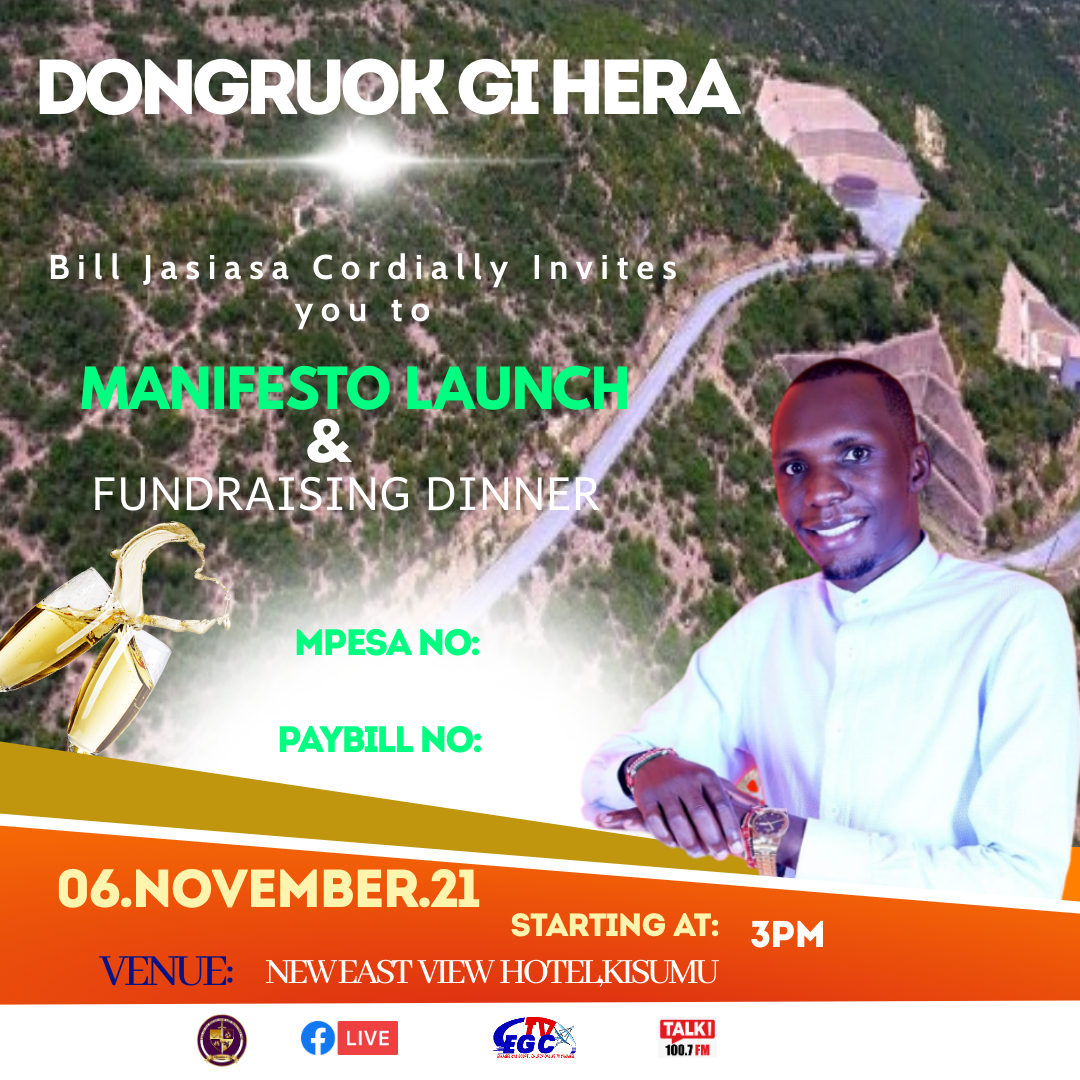 DONGRUOK GI HERA
Bill Jasiasa Cordially Invites
you to
MANIFESTO LAUNCH
&
FUNDRAISING DINNER
MPESA NO:
PAYBILL NO:
06.NOVEMBER.21
STARTING AT: 3PM
VENUE: NEW EAST VIEW HOTEL,KISUMU
LIVE
EGC TV
TALK!
100.7 FM